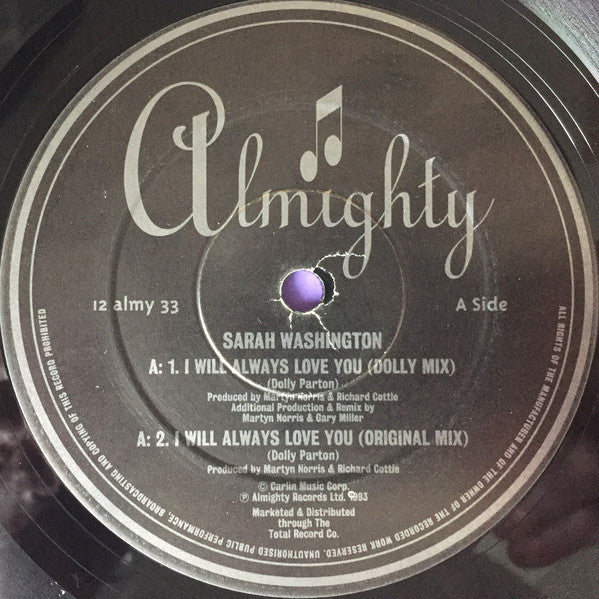 Almighty
12 almy 33
A Side
SARAH WASHINGTON
A: 1. I WILL ALWAYS LOVE YOU (DOLLY MIX)
(Dolly Parton)
Produced by Martyn Norris & Richard Cottle
Additional Production & Remix by
Martyn Norris & Gary Miller
A: 2. I WILL ALWAYS LOVE YOU (ORIGINAL MIX)
(Dolly Parton)
Produced by Martyn Norris & Richard Cottle
© Carlin Music Corp.
℗ Almighty Records Ltd. 1993
Marketed & Distributed
through The
Total Record Co.
ALL RIGHTS OF THE MANUFACTURER AND OF THE OWNER OF THE RECORDED WORK RESERVED. UNAUTHORISED PUBLIC PERFORMANCE, BROADCASTING AND COPYING OF THIS RECORD PROHIBITED